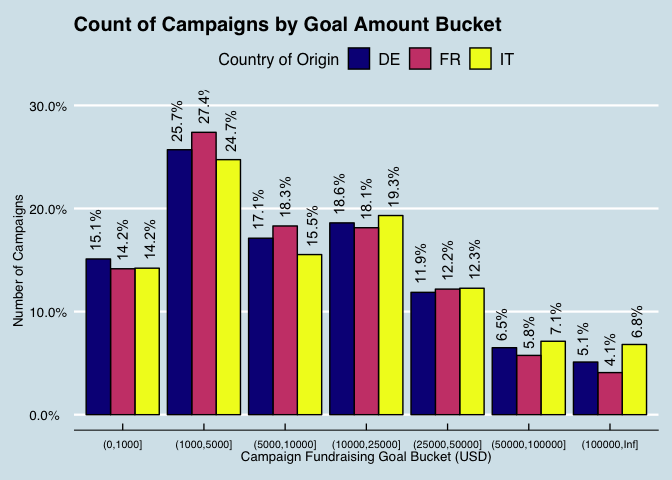 Count of Campaigns by Goal Amount Bucket
Country of Origin DE FR IT
Number of Campaigns
30.0%
20.0%
10.0%
0.0%
15.1% 14.2% 14.2%
25.7% 27.4% 24.7%
17.1% 18.3% 15.5%
18.6% 18.1% 19.3%
11.9% 12.2% 12.3%
6.5% 5.8% 7.1%
5.1% 4.1% 6.8%
(0,1000] (1000,5000] (5000,10000] (10000,25000] (25000,50000] (50000,100000] (100000,Inf]
Campaign Fundraising Goal Bucket (USD)